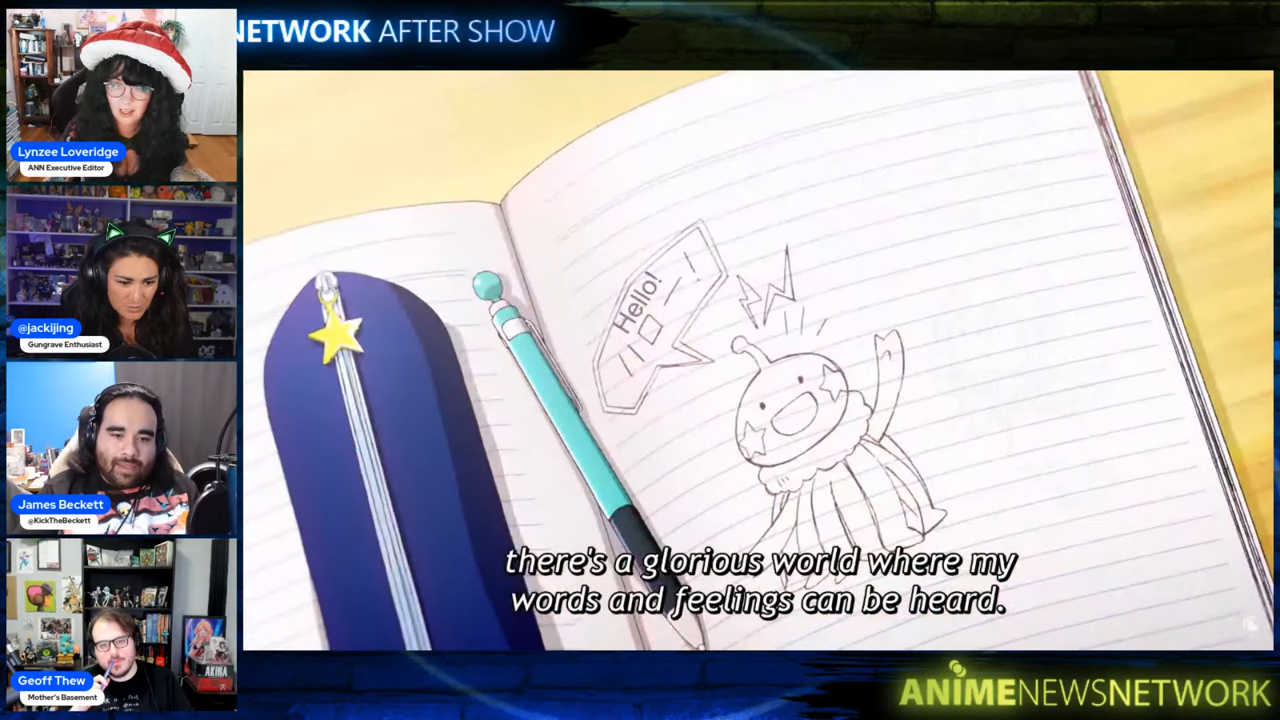 NETWORK AFTER SHOW
Lynzee Loveridge
ANN Executive Editor
@jackijing
Gungrave Enthusiast
James Beckett
@KickTheBeckett
Geoff Thew
Mother's Basement
AKIRA
Hello!
there's a glorious world where my
words and feelings can be heard.
ANIMENEWSNETWORK